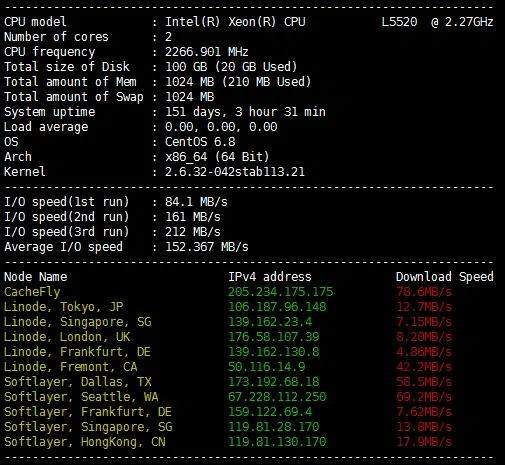 ----------------------------------------------------------------------
CPU model : Intel(R) Xeon(R) CPU L5520 @ 2.27GHz
Number of cores : 2
CPU frequency : 2266.901 MHz
Total size of Disk : 100 GB (20 GB Used)
Total amount of Mem : 1024 MB (210 MB Used)
Total amount of Swap : 1024 MB
System uptime : 151 days, 3 hour 31 min
Load average : 0.00, 0.00, 0.00
OS : CentOS 6.8
Arch : x86_64 (64 Bit)
Kernel : 2.6.32-042stab113.21
----------------------------------------------------------------------
I/O speed(1st run) : 84.1 MB/s
I/O speed(2nd run) : 161 MB/s
I/O speed(3rd run) : 212 MB/s
Average I/O speed : 152.367 MB/s
----------------------------------------------------------------------
Node Name IPv4 address Download Speed
CacheFly 205.234.175.175 78.6MB/s
Linode, Tokyo, JP 106.187.96.148 12.7MB/s
Linode, Singapore, SG 139.162.23.4 7.15MB/s
Linode, London, UK 176.58.107.39 8.20MB/s
Linode, Frankfurt, DE 139.162.130.8 4.86MB/s
Linode, Fremont, CA 50.116.14.9 42.2MB/s
Softlayer, Dallas, TX 173.192.68.18 58.5MB/s
Softlayer, Seattle, WA 67.228.112.250 69.2MB/s
Softlayer, Frankfurt, DE 159.122.69.4 7.62MB/s
Softlayer, Singapore, SG 119.81.28.170 13.8MB/s
Softlayer, HongKong, CN 119.81.130.170 17.9MB/s
----------------------------------------------------------------------